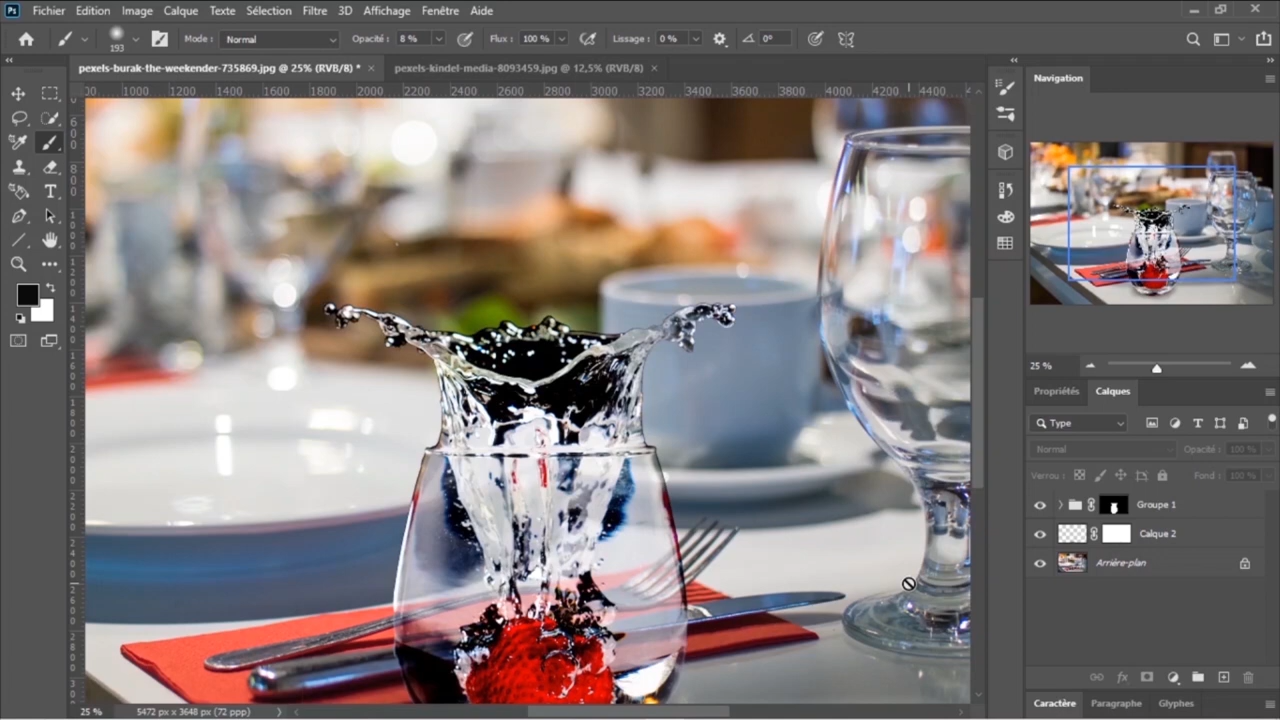 Fichier Edition Image Calque Texte Sélection Filtre 3D Affichage Fenêtre Aide
193 Mode : Normal Opacité : 8 % Flux : 100 % Lissage : 0 % 0°
pexels-burak-the-weekender-735869.jpg @ 25% (RVB/8) * × pexels-kindel-media-8093459.jpg @ 12,5% (RVB/8) ×
00 1000 1200 1400 1600 1800 2000 2200 2400 2600 2800 3000 3200 3400 3600 3800 4000 4200 4400
Navigation
25 %
Propriétés Calques
Type
Normal Opacité : 100 %
Verrou : Fond : 100 %
Groupe 1
Calque 2
Arrière-plan
25 % 5472 px x 3648 px (72 ppp)
Caractère Paragraphe Glyphes